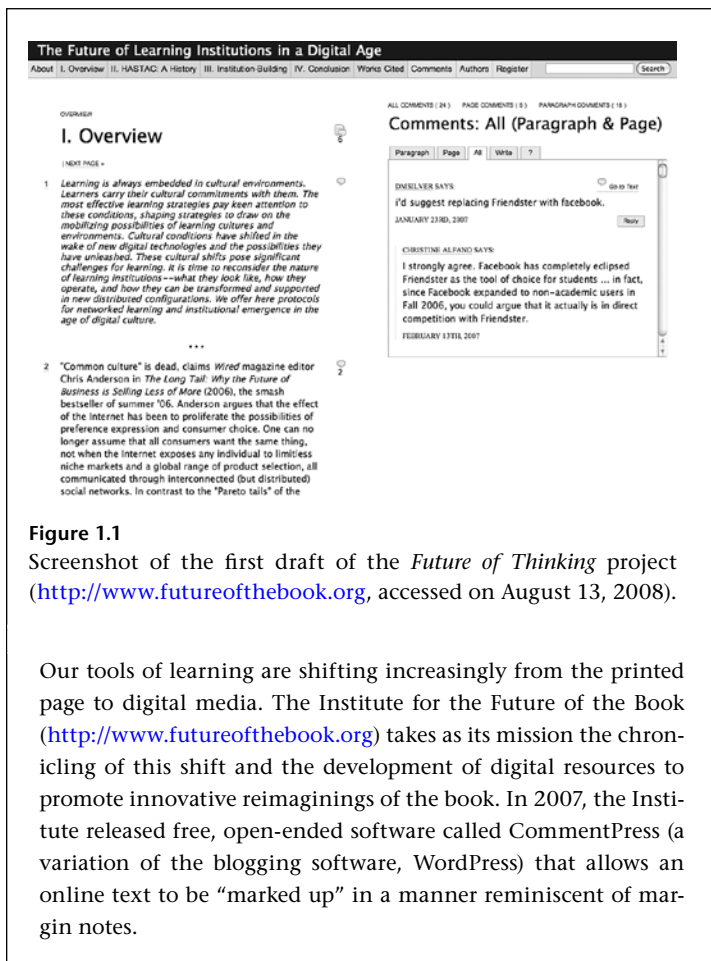 The Future of Learning Institutions in a Digital Age
About I. Overview II. HASTAC: A History III. Institution-Building IV. Conclusion Works Cited Comments Authors Register Search
OVERVIEW
I. Overview
6
| NEXT PAGE »
1 Learning is always embedded in cultural environments.
Learners carry their cultural commitments with them. The
most effective learning strategies pay keen attention to
these conditions, shaping strategies to draw on the
mobilizing possibilities of learning cultures and
environments. Cultural conditions have shifted in the
wake of new digital technologies and the possibilities they
have unleashed. These cultural shifts pose significant
challenges for learning. It is time to reconsider the nature
of learning institutions--what they look like, how they
operate, and how they can be transformed and supported
in new distributed configurations. We offer here protocols
for networked learning and institutional emergence in the
age of digital culture.
•••
2 "Common culture" is dead, claims Wired magazine editor
2
Chris Anderson in The Long Tail: Why the Future of
Business is Selling Less of More (2006), the smash
bestseller of summer '06. Anderson argues that the effect
of the Internet has been to proliferate the possibilities of
preference expression and consumer choice. One can no
longer assume that all consumers want the same thing,
not when the Internet exposes any individual to limitless
niche markets and a global range of product selection, all
communicated through interconnected (but distributed)
social networks. In contrast to the "Pareto tails" of the
ALL COMMENTS ( 24 ) PAGE COMMENTS ( 5 ) PARAGRAPH COMMENTS ( 19 )
Comments: All (Paragraph & Page)
Paragraph Page All Write ?
DMSILVER SAYS:
Go to Text
i'd suggest replacing Friendster with facebook.
JANUARY 23RD, 2007
Reply
CHRISTINE ALFANO SAYS:
I strongly agree. Facebook has completely eclipsed
Friendster as the tool of choice for students ... in fact,
since Facebook expanded to non-academic users in
Fall 2006, you could argue that it actually is in direct
competition with Friendster.
FEBRUARY 13TH, 2007
Figure 1.1
Screenshot of the first draft of the Future of Thinking project
(http://www.futureofthebook.org, accessed on August 13, 2008).
Our tools of learning are shifting increasingly from the printed
page to digital media. The Institute for the Future of the Book
(http://www.futureofthebook.org) takes as its mission the chron-
icling of this shift and the development of digital resources to
promote innovative reimaginings of the book. In 2007, the Insti-
tute released free, open-ended software called CommentPress (a
variation of the blogging software, WordPress) that allows an
online text to be “marked up” in a manner reminiscent of mar-
gin notes.